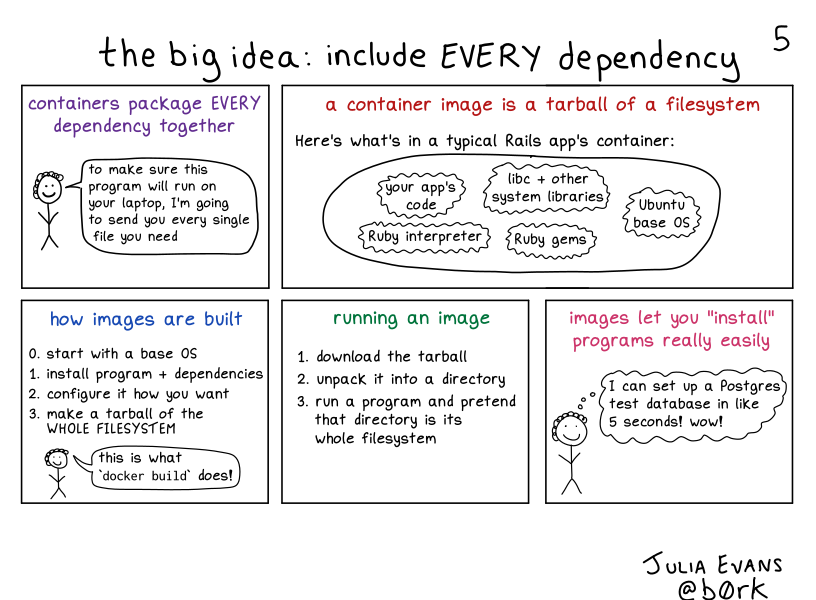 5
the big idea: include EVERY dependency
containers package EVERY
dependency together
to make sure this
program will run on
your laptop, I'm going
to send you every single
file you need
a container image is a tarball of a filesystem
Here's what's in a typical Rails app's container:
your app's
code
libc + other
system libraries
Ubuntu
base OS
Ruby interpreter
Ruby gems
how images are built
0. start with a base OS
1. install program + dependencies
2. configure it how you want
3. make a tarball of the
WHOLE FILESYSTEM
this is what
`docker build` does!
running an image
1. download the tarball
2. unpack it into a directory
3. run a program and pretend
that directory is its
whole filesystem
images let you "install"
programs really easily
I can set up a Postgres
test database in like
5 seconds! wow!
JULIA EVANS
@b0rk